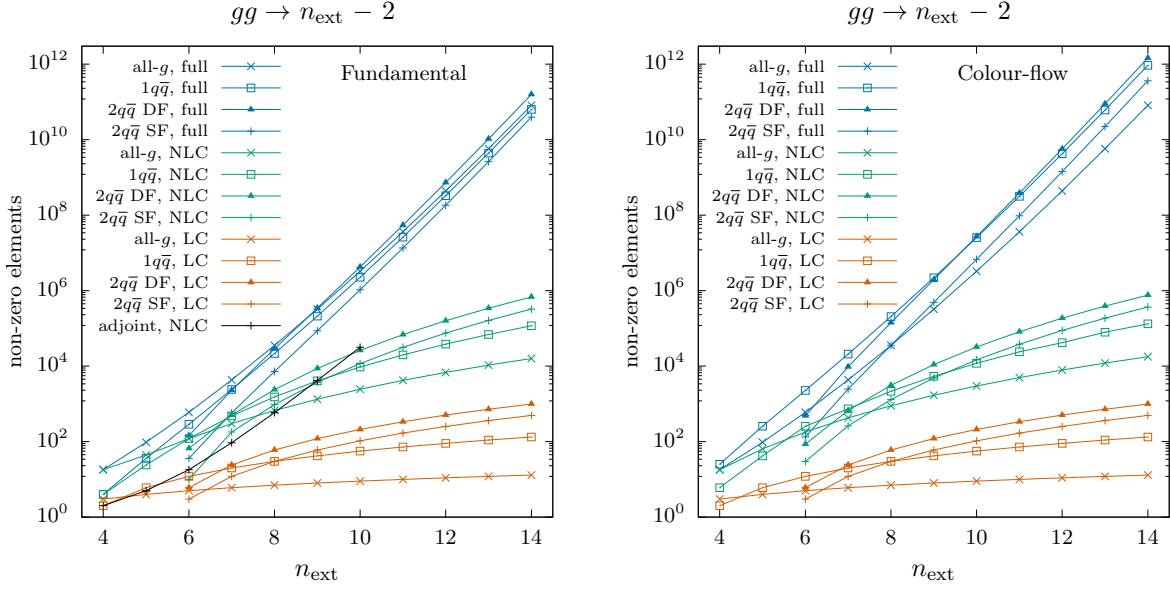 gg → n_ext − 2
non-zero elements
10^12
10^10
10^8
10^6
10^4
10^2
10^0
all-g, full
1qq̅, full
2qq̅ DF, full
2qq̅ SF, full
all-g, NLC
1qq̅, NLC
2qq̅ DF, NLC
2qq̅ SF, NLC
all-g, LC
1qq̅, LC
2qq̅ DF, LC
2qq̅ SF, LC
adjoint, NLC
Fundamental
4 6 8 10 12 14
n_ext
gg → n_ext − 2
non-zero elements
10^12
10^10
10^8
10^6
10^4
10^2
10^0
all-g, full
1qq̅, full
2qq̅ DF, full
2qq̅ SF, full
all-g, NLC
1qq̅, NLC
2qq̅ DF, NLC
2qq̅ SF, NLC
all-g, LC
1qq̅, LC
2qq̅ DF, LC
2qq̅ SF, LC
Colour-flow
4 6 8 10 12 14
n_ext